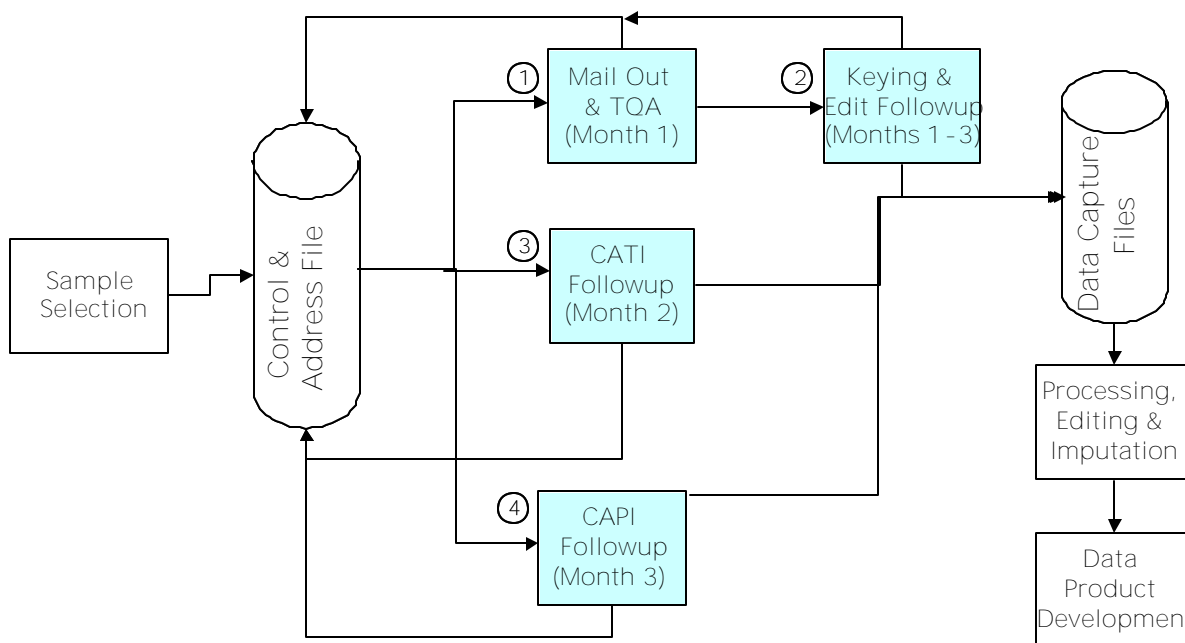 Sample
Selection
Control &
Address File
1
Mail Out
& TQA
(Month 1)
2
Keying &
Edit Followup
(Months 1-3)
3
CATI
Followup
(Month 2)
4
CAPI
Followup
(Month 3)
Data Capture
Files
Processing,
Editing &
Imputation
Data
Product
Developmen